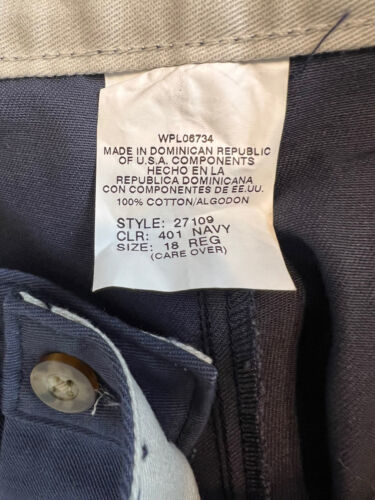 WPL06734
MADE IN DOMINICAN REPUBLIC
OF U.S.A. COMPONENTS
HECHO EN LA
REPUBLICA DOMINICANA
CON COMPONENTES DE EE.UU.
100% COTTON/ALGODON
STYLE: 27109
CLR: 401 NAVY
SIZE: 18 REG
(CARE OVER)